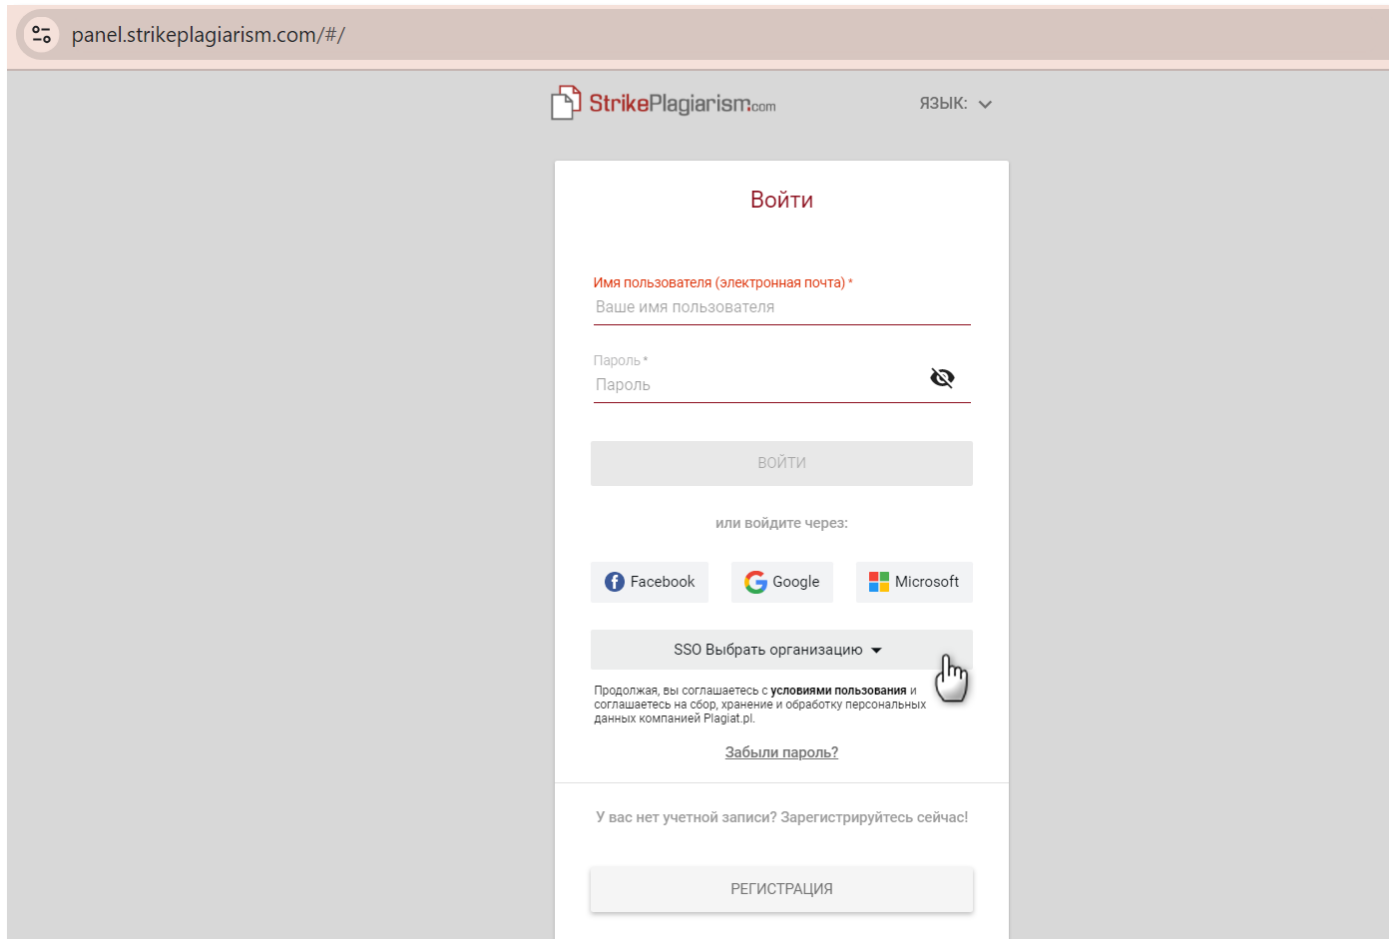 panel.strikeplagiarism.com/#/
StrikePlagiarism.com
ЯЗЫК:
Войти
Имя пользователя (электронная почта) *
Ваше имя пользователя
Пароль *
Пароль
ВОЙТИ
или войдите через:
Facebook
Google
Microsoft
SSO Выбрать организацию
Продолжая, вы соглашаетесь с условиями пользования и
соглашаетесь на сбор, хранение и обработку персональных
данных компанией Plagiat.pl.
Забыли пароль?
У вас нет учетной записи? Зарегистрируйтесь сейчас!
РЕГИСТРАЦИЯ